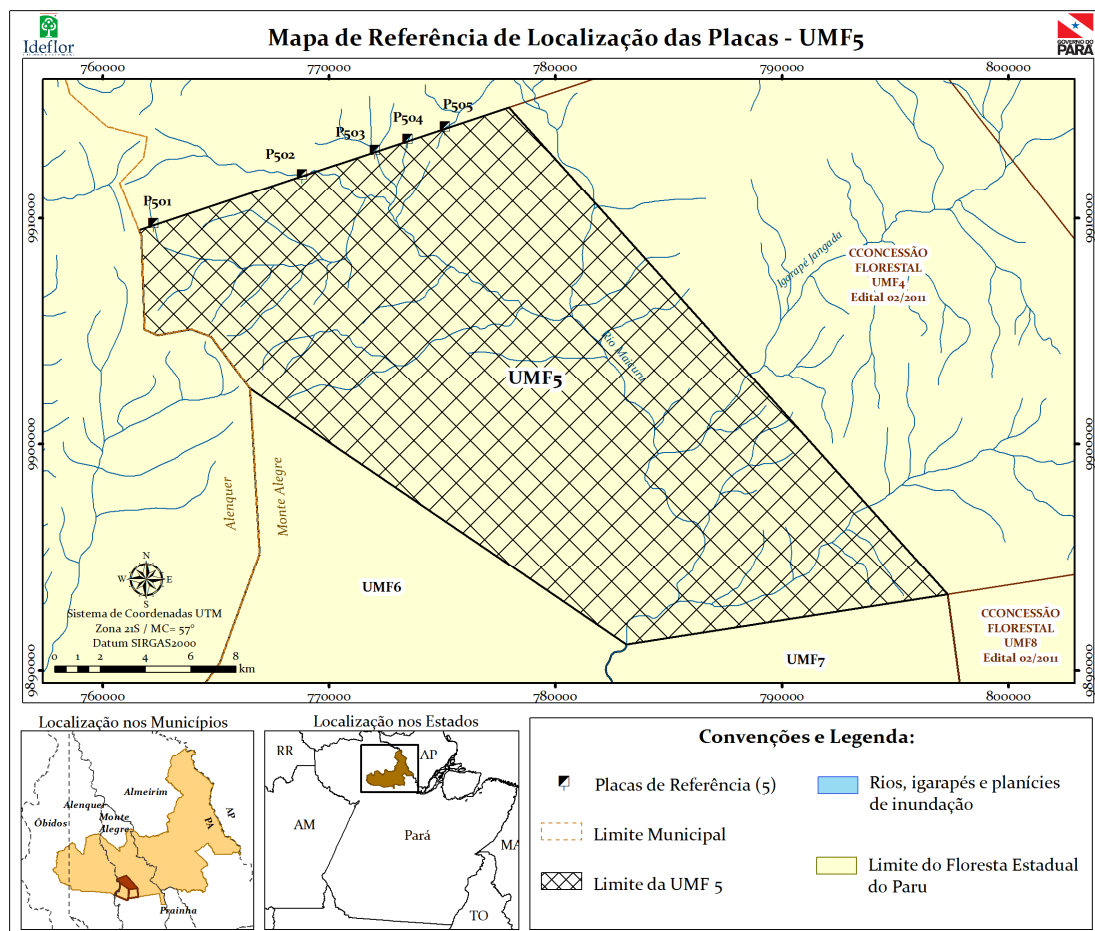 Ideflor
Mapa de Referência de Localização das Placas - UMF5
GOVERNO DO
PARÁ
760000
770000
780000
790000
800000
P505
P504
P503
P502
P501
9910000
9910000
Igarapé Jangada
CCONCESSÃO
FLORESTAL
UMF4
Edital 02/2011
Rio Maicuru
UMF5
9900000
9900000
Alenquer
Monte Alegre
N
W
E
S
UMF6
Sistema de Coordenadas UTM
Zona 21S / MC= 57°
Datum SIRGAS2000
0 1 2 4 6 8
km
CCONCESSÃO
FLORESTAL
UMF8
Edital 02/2011
UMF7
9890000
9890000
760000
770000
780000
790000
800000
Localização nos Municípios
Almeirim
Alenquer
Monte
Alegre
Óbidos
AP
PA
Prainha
Localização nos Estados
RR
AP
AM
Pará
MA
TO
Convenções e Legenda:
Placas de Referência (5)
Limite Municipal
Limite da UMF 5
Rios, igarapés e planícies
de inundação
Limite do Floresta Estadual
do Paru